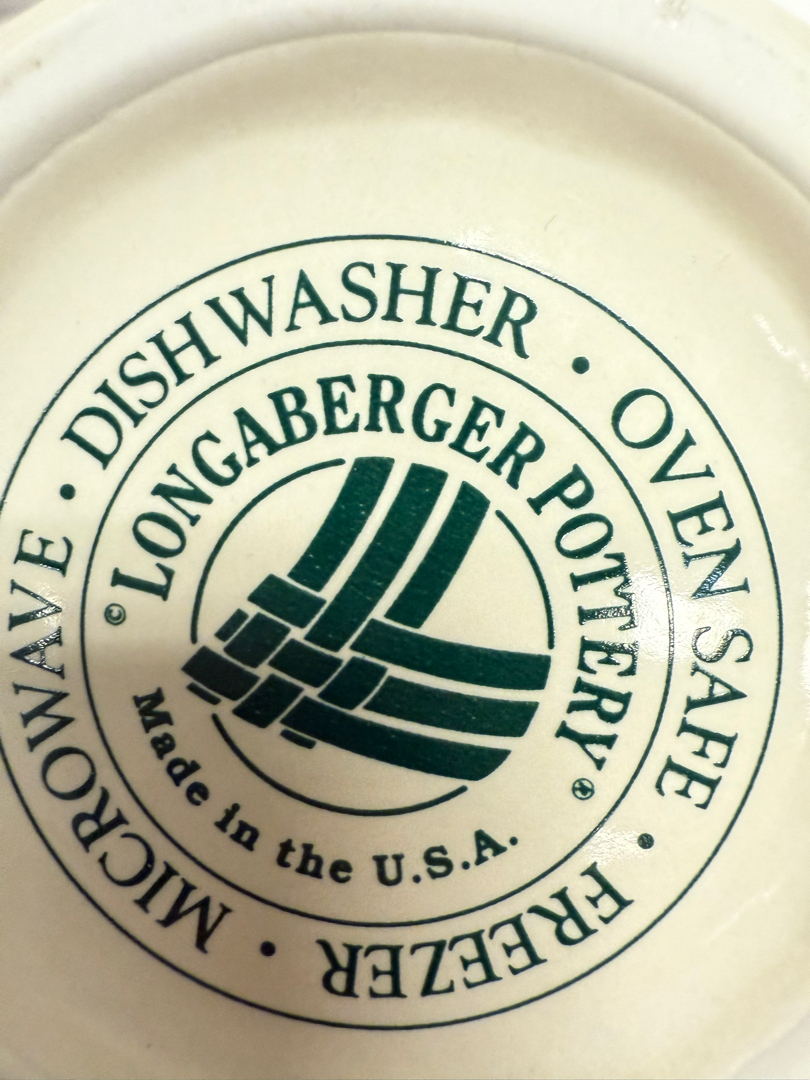 MICROWAVE • DISHWASHER • OVEN SAFE • FREEZER •
© LONGABERGER POTTERY ®
Made in the U.S.A.